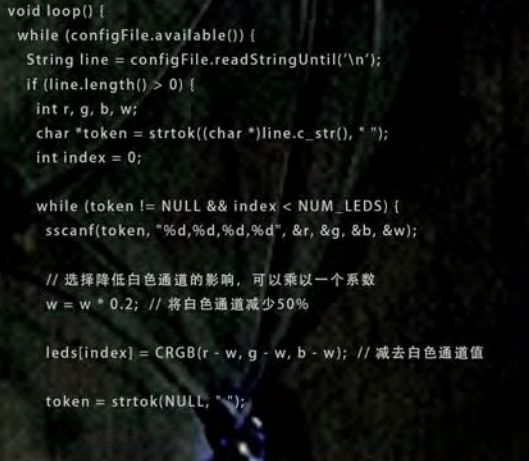 void loop() {
while (configFile.available()) {
String line = configFile.readStringUntil('\n');
if (line.length() > 0) {
int r, g, b, w;
char *token = strtok((char *)line.c_str(), " ");
int index = 0;
while (token != NULL && index < NUM_LEDS) {
sscanf(token, "%d,%d,%d,%d", &r, &g, &b, &w);
// 选择降低白色通道的影响，可以乘以一个系数
w = w * 0.2; // 将白色通道减少50%
leds[index] = CRGB(r - w, g - w, b - w); // 减去白色通道值
token = strtok(NULL, " ");